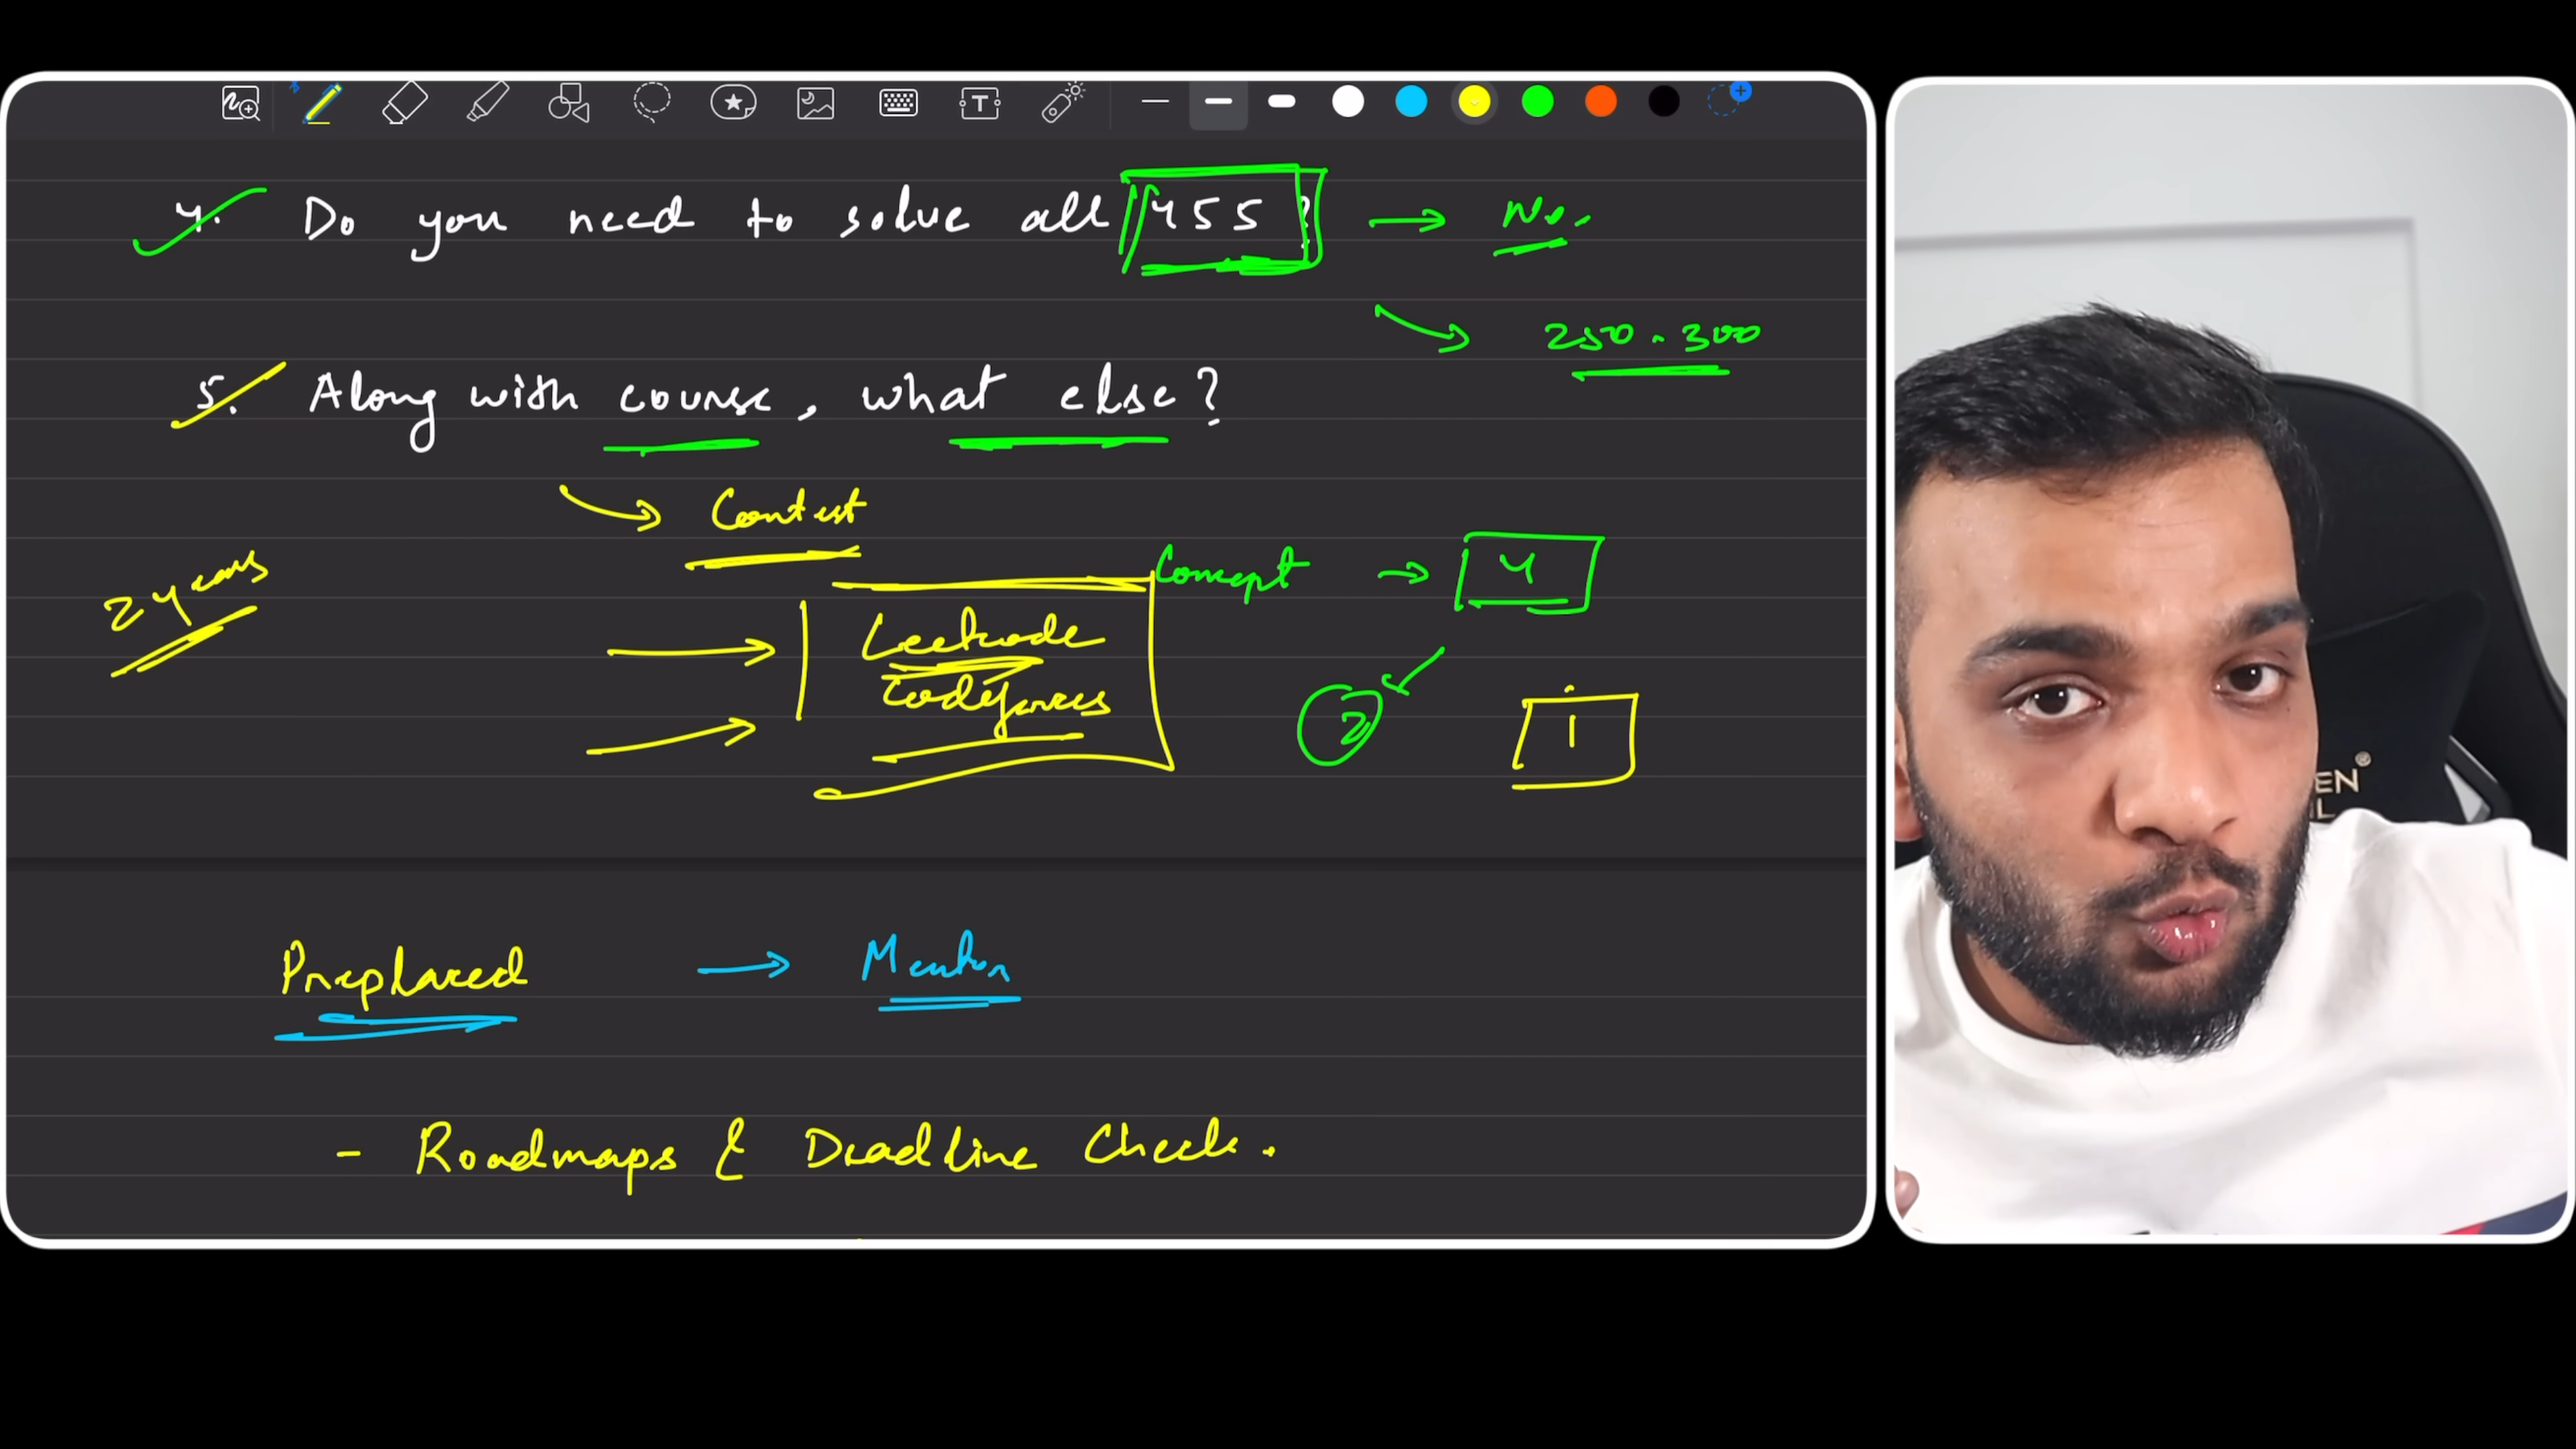 4. Do you need to solve all 455? → No.
→ 250-300
5. Along with course, what else?
→ Contest
2 years
Concept → 4
→ Leetcode
→ Codeforces
2
1
Preplaced → Mentor
- Roadmaps & Deadline Check.
EN
L